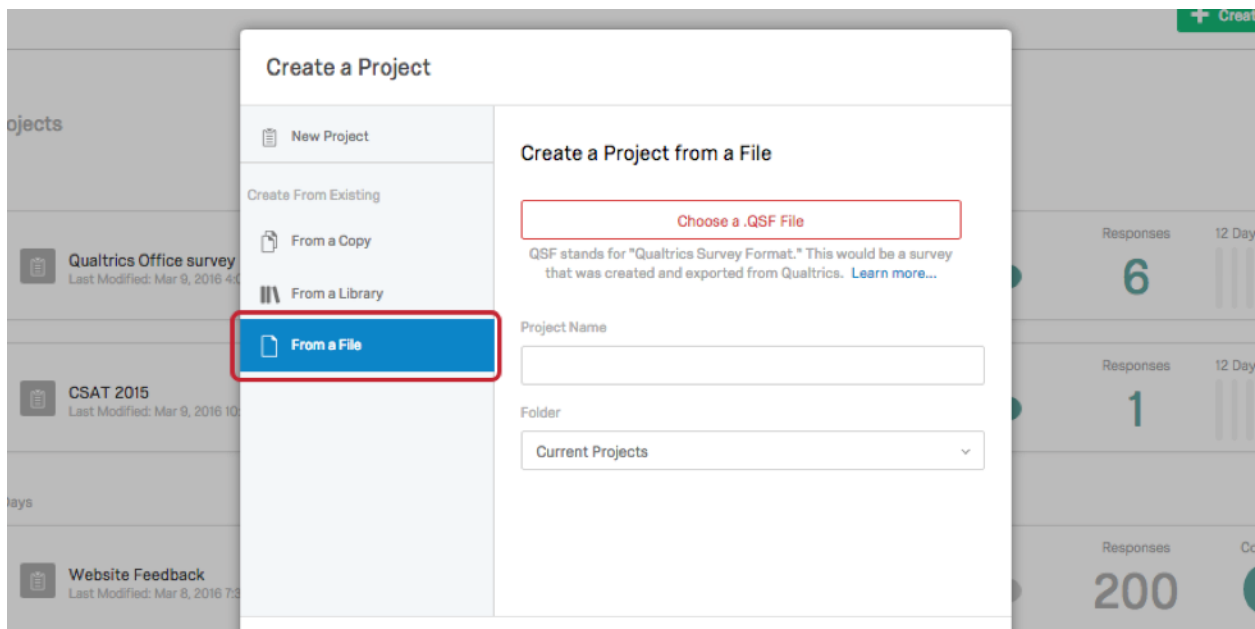 Create a Project
ojects
New Project
Create From Existing
From a Copy
From a Library
From a File
Create a Project from a File
Choose a .QSF File
QSF stands for "Qualtrics Survey Format." This would be a survey
that was created and exported from Qualtrics. Learn more...
Project Name
Folder
Current Projects
Qualtrics Office survey
Last Modified: Mar 9, 2016 4:0
Responses
12 Day
6
CSAT 2015
Last Modified: Mar 9, 2016 10:
Responses
12 Day
1
Days
Website Feedback
Last Modified: Mar 8, 2016 7:3
Responses
Co
200